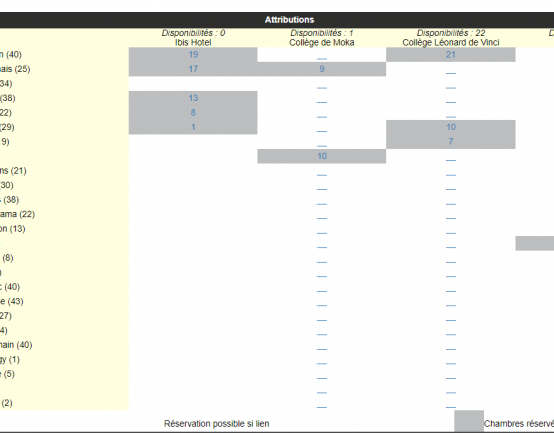 Attributions
Disponibilités : 0 Disponibilités : 1 Disponibilités : 22 D
Ibis Hotel Collège de Moka Collège Léonard de Vinci
n (40) 19 — 21
ais (25) 17 9 —
34) — —
(38) 13 — —
22) 8 — —
(29) 1 — 10
9) — 7
10 —
ns (21) — —
(30) — —
s (38) — —
ama (22) — —
on (13) — —
— —
(8) — —
) — —
c (40) — —
e (43) — —
27) — —
4) — —
main (40) — —
gy (1) — —
e (5) — —
— —
(2) — —
Réservation possible si lien Chambres réservé